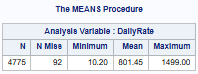 The MEANS Procedure
Analysis Variable : DailyRate
N N Miss Minimum Mean Maximum
4775 92 10.20 801.45 1499.00